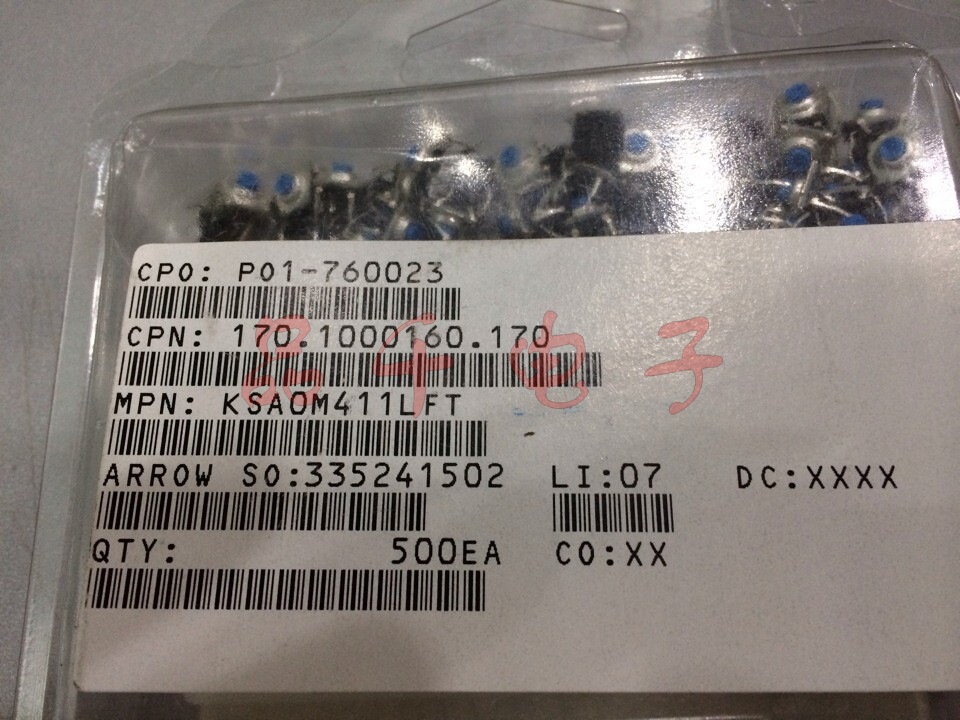 CPO: P01-760023
CPN: 170.1000160.170
品千电子
MPN: KSA0M411LFT
ARROW SO:335241502 LI:07 DC:XXXX
QTY: 500EA CO:XX